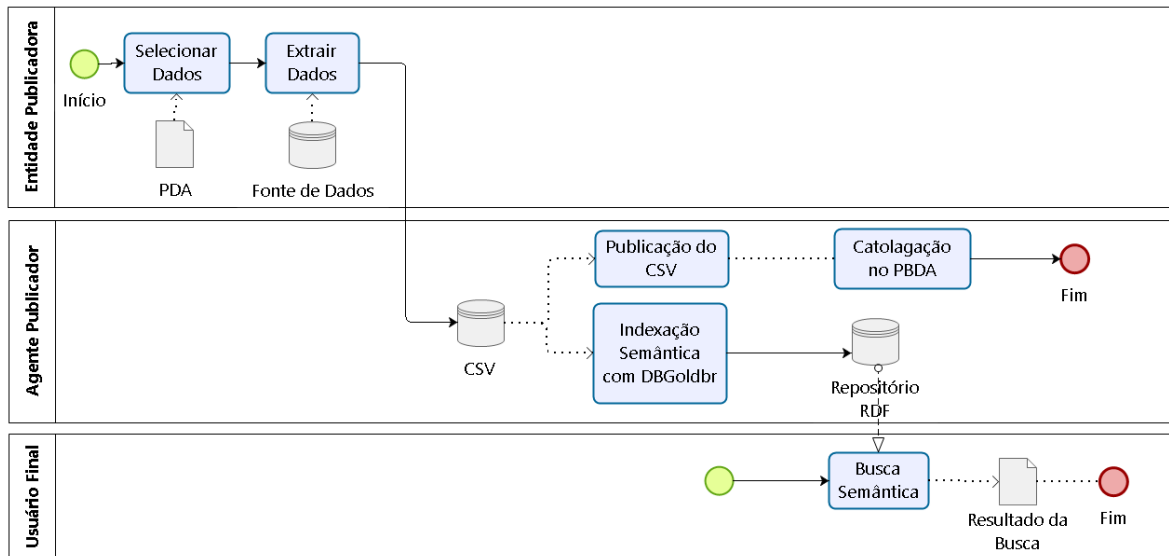 Entidade Publicadora
Início
Selecionar
Dados
Extrair
Dados
PDA
Fonte de Dados
Agente Publicador
CSV
Publicação do
CSV
Catolagação
no PBDA
Fim
Indexação
Semântica
com DBGoldbr
Repositório
RDF
Usuário Final
Busca
Semântica
Resultado da
Busca
Fim